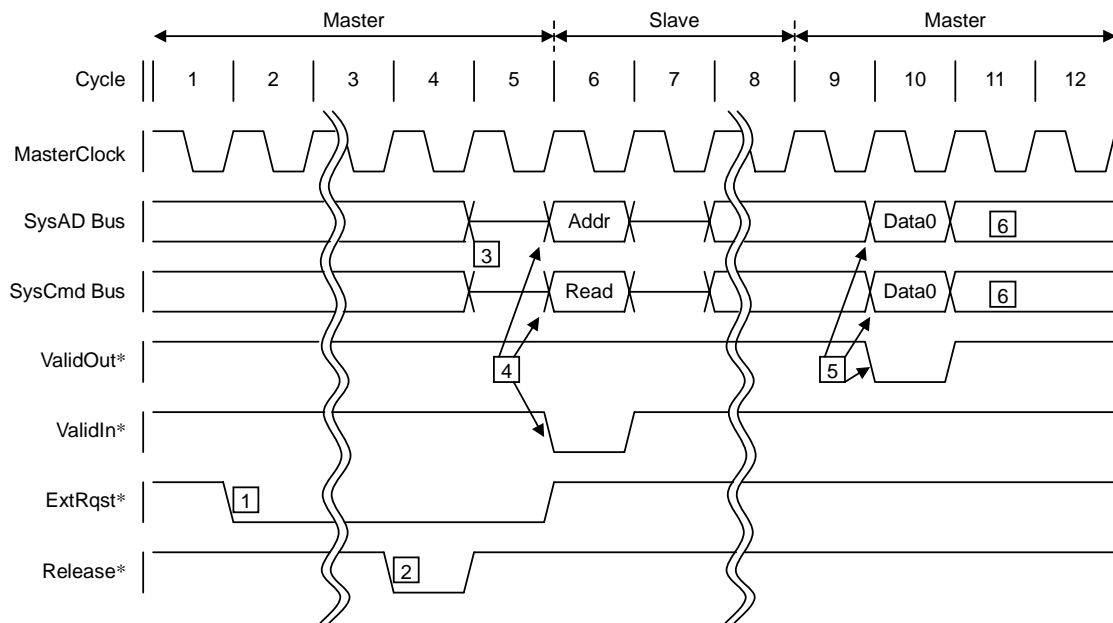 Master Slave Master
Cycle 1 2 3 4 5 6 7 8 9 10 11 12
MasterClock
SysAD Bus Addr Data0 6
3
SysCmd Bus Read Data0 6
ValidOut* 4 5
ValidIn*
ExtRqst* 1
Release* 2